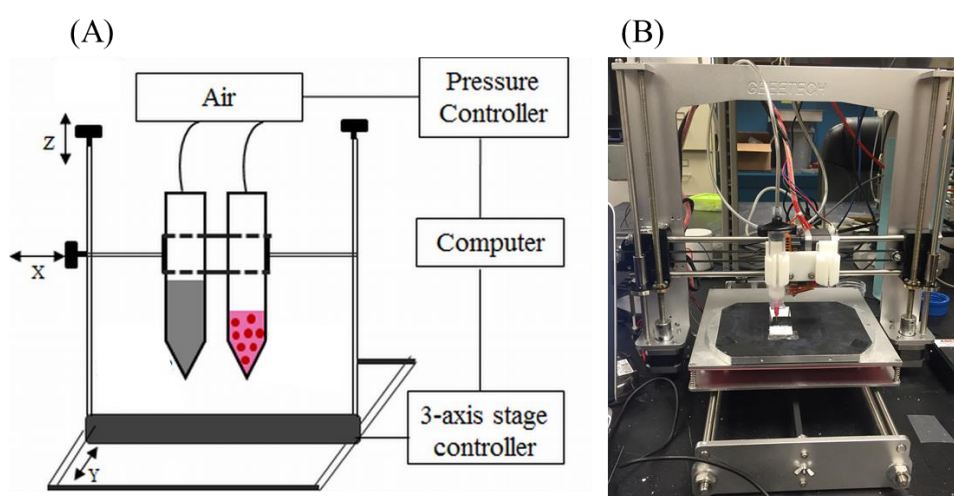 (A)
(B)
Air
Pressure
Controller
Z
X
Computer
3-axis stage
controller
Y
GEEETECH